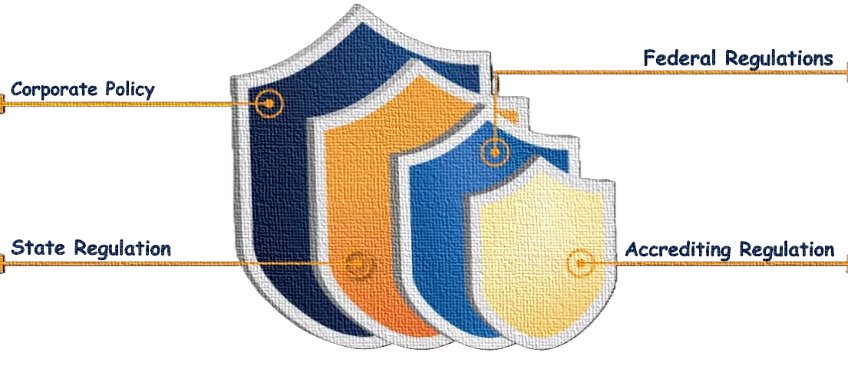 Federal Regulations
Corporate Policy
State Regulation
Accrediting Regulation